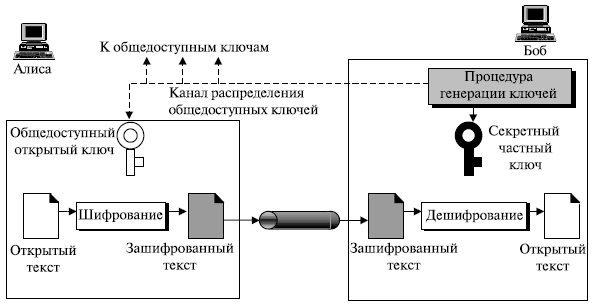 Алиса
Боб
К общедоступным ключам
Канал распределения
общедоступных ключей
Процедура
генерации ключей
Общедоступный
открытый ключ
Секретный
частный
ключ
Шифрование
Дешифрование
Открытый
текст
Зашифрованный
текст
Зашифрованный
текст
Открытый
текст